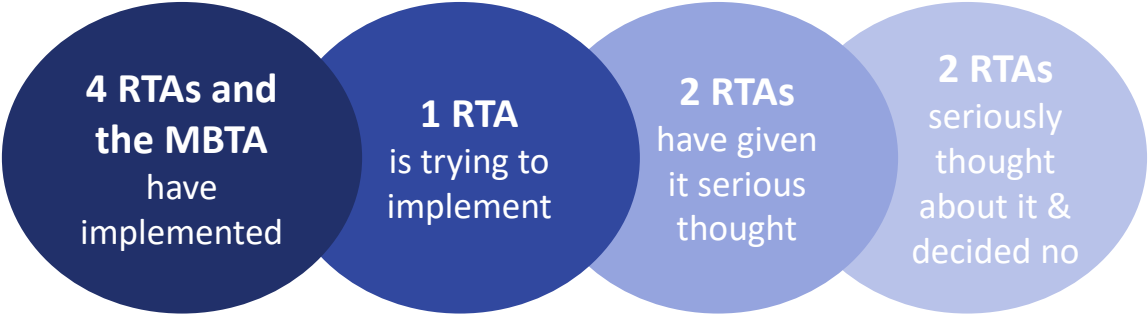 4 RTAs and
the MBTA
have
implemented
1 RTA
is trying to
implement
2 RTAs
have given
it serious
thought
2 RTAs
seriously
thought
about it &
decided no